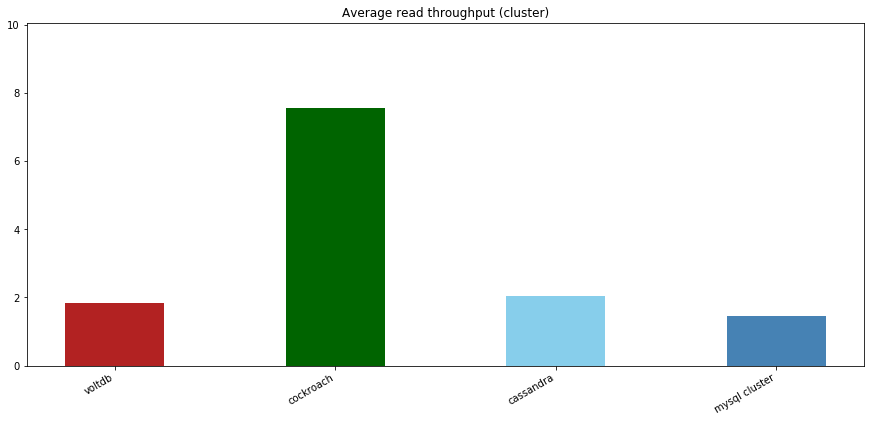 Average read throughput (cluster)
10
8
6
4
2
0
voltdb
cockroach
cassandra
mysql cluster